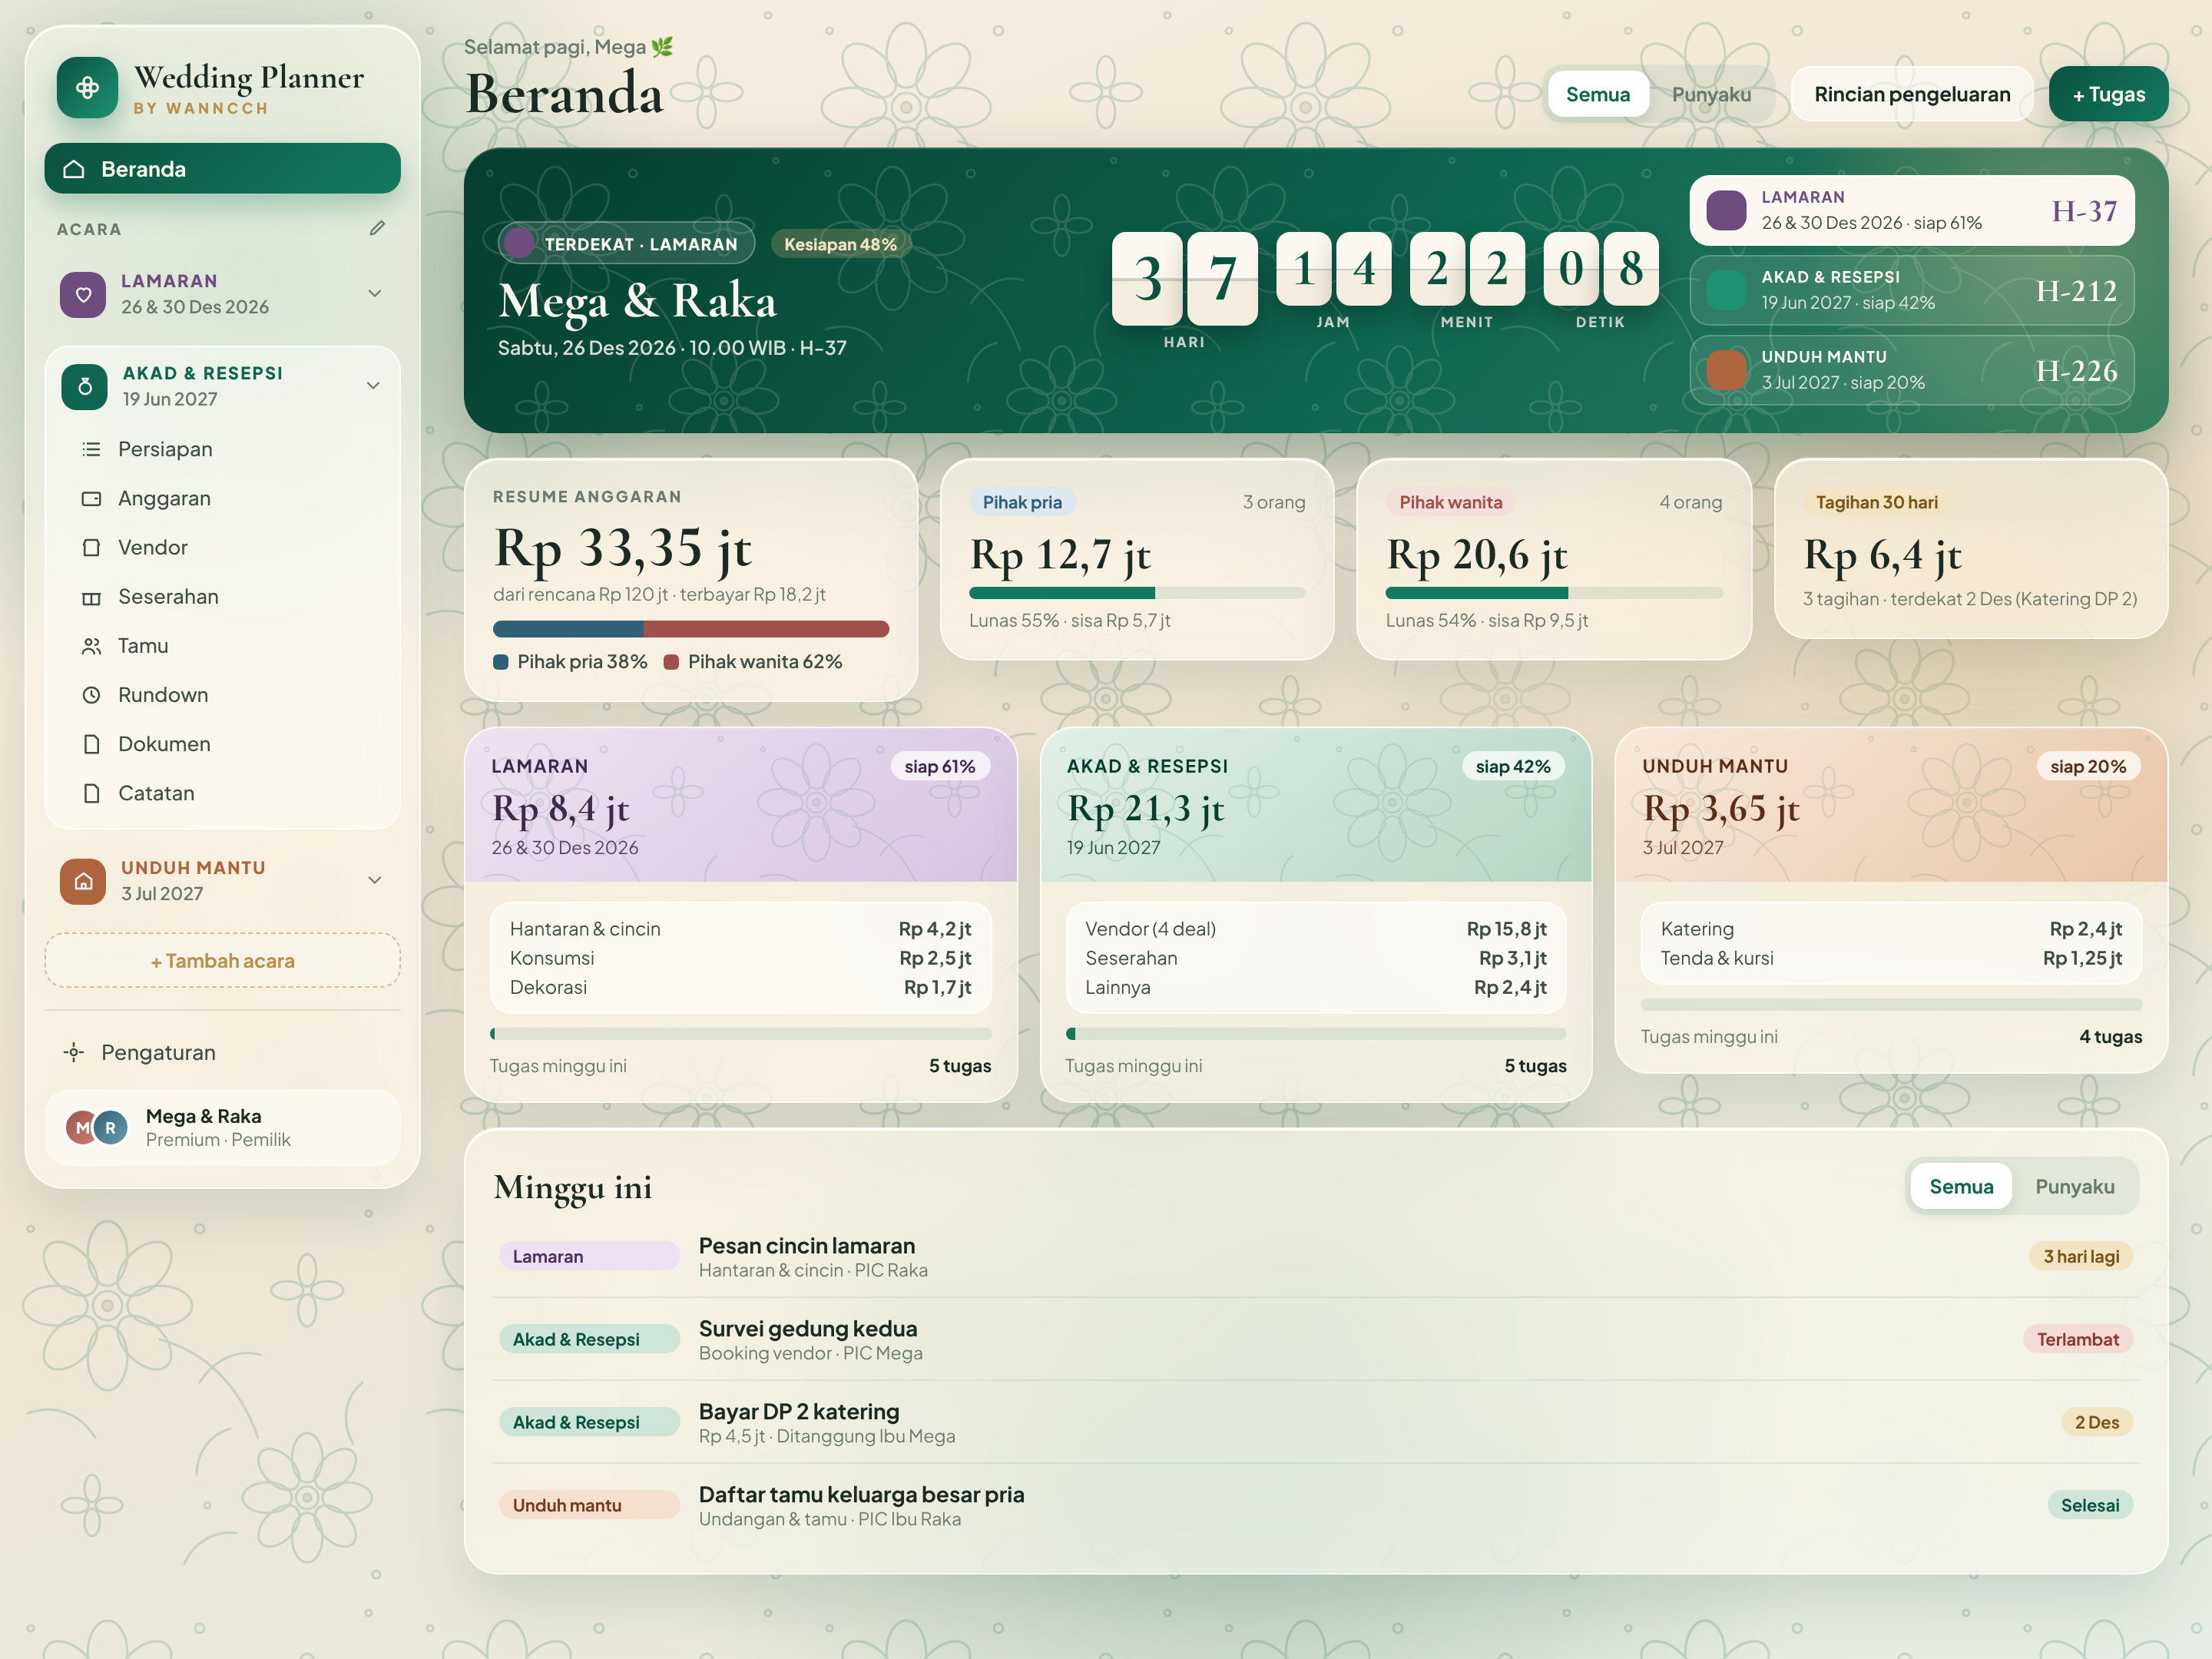 Wedding Planner
BY WANNCCH
Beranda
ACARA
LAMARAN
26 & 30 Des 2026
AKAD & RESEPSI
19 Jun 2027
Persiapan
Anggaran
Vendor
Seserahan
Tamu
Rundown
Dokumen
Catatan
UNDUH MANTU
3 Jul 2027
+ Tambah acara
Pengaturan
M R
Mega & Raka
Premium · Pemilik
Selamat pagi, Mega 🌿
Beranda
Semua Punyaku
Rincian pengeluaran
+ Tugas
TERDEKAT · LAMARAN
Kesiapan 48%
Mega & Raka
Sabtu, 26 Des 2026 · 10.00 WIB · H-37
3 7 1 4 2 2 0 8
HARI JAM MENIT DETIK
LAMARAN
26 & 30 Des 2026 · siap 61%
H-37
AKAD & RESEPSI
19 Jun 2027 · siap 42%
H-212
UNDUH MANTU
3 Jul 2027 · siap 20%
H-226
RESUME ANGGARAN
Rp 33,35 jt
dari rencana Rp 120 jt · terbayar Rp 18,2 jt
Pihak pria 38% Pihak wanita 62%
Pihak pria 3 orang
Rp 12,7 jt
Lunas 55% · sisa Rp 5,7 jt
Pihak wanita 4 orang
Rp 20,6 jt
Lunas 54% · sisa Rp 9,5 jt
Tagihan 30 hari
Rp 6,4 jt
3 tagihan · terdekat 2 Des (Katering DP 2)
LAMARAN siap 61%
Rp 8,4 jt
26 & 30 Des 2026
Hantaran & cincin Rp 4,2 jt
Konsumsi Rp 2,5 jt
Dekorasi Rp 1,7 jt
Tugas minggu ini 5 tugas
AKAD & RESEPSI siap 42%
Rp 21,3 jt
19 Jun 2027
Vendor (4 deal) Rp 15,8 jt
Seserahan Rp 3,1 jt
Lainnya Rp 2,4 jt
Tugas minggu ini 5 tugas
UNDUH MANTU siap 20%
Rp 3,65 jt
3 Jul 2027
Katering Rp 2,4 jt
Tenda & kursi Rp 1,25 jt
Tugas minggu ini 4 tugas
Minggu ini
Semua Punyaku
Lamaran
Pesan cincin lamaran
Hantaran & cincin · PIC Raka
3 hari lagi
Akad & Resepsi
Survei gedung kedua
Booking vendor · PIC Mega
Terlambat
Akad & Resepsi
Bayar DP 2 katering
Rp 4,5 jt · Ditanggung Ibu Mega
2 Des
Unduh mantu
Daftar tamu keluarga besar pria
Undangan & tamu · PIC Ibu Raka
Selesai